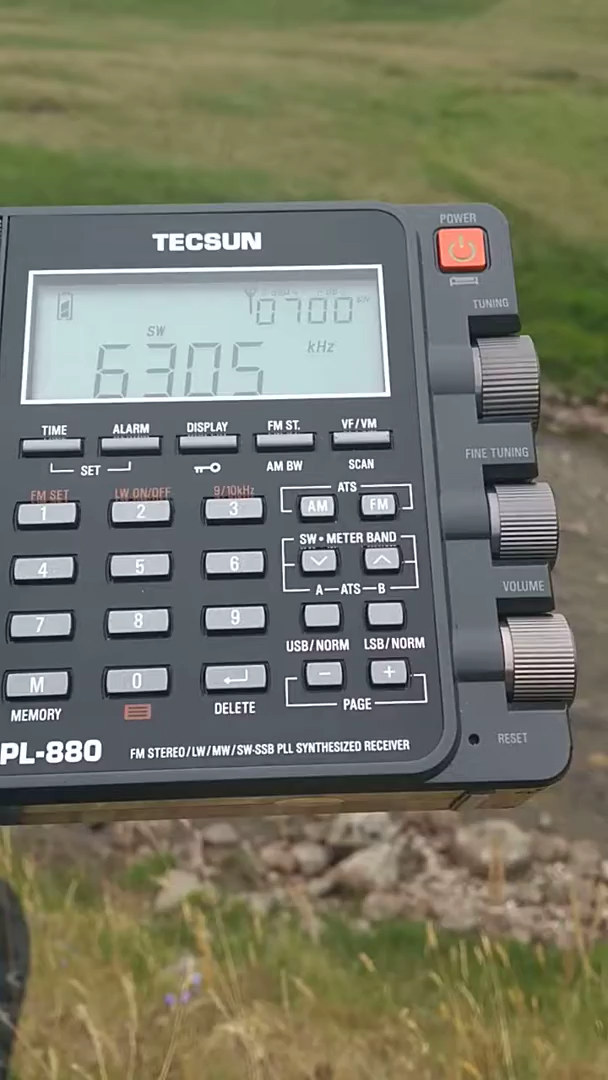 POWER
TECSUN
TUNING
0700
SW
kHz
6305
TIME ALARM DISPLAY FM ST. VF/VM
SET AM BW SCAN
FINE TUNING
FM SET LW ON/OFF 9/10kHz ATS
1 2 3 AM FM
SW • METER BAND
4 5 6
A—ATS—B
VOLUME
7 8 9
USB/NORM LSB/NORM
M 0 − +
MEMORY DELETE PAGE
RESET
PL-880 FM STEREO/LW/MW/SW-SSB PLL SYNTHESIZED RECEIVER